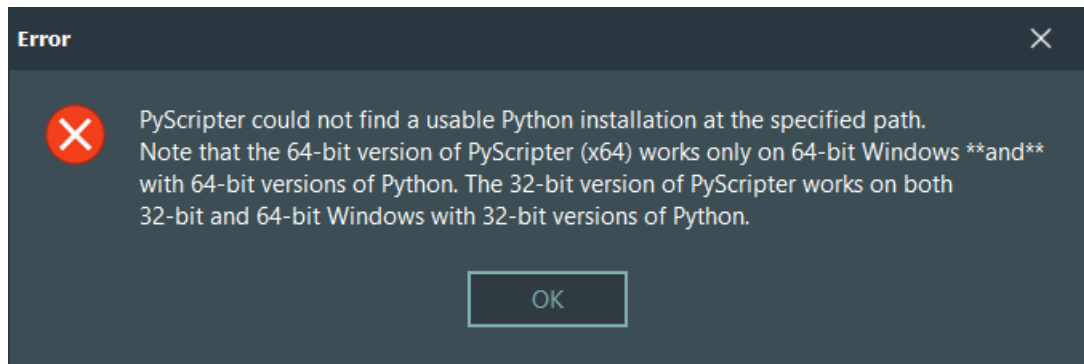 Error
PyScripter could not find a usable Python installation at the specified path.
Note that the 64-bit version of PyScripter (x64) works only on 64-bit Windows **and**
with 64-bit versions of Python. The 32-bit version of PyScripter works on both
32-bit and 64-bit Windows with 32-bit versions of Python.
OK